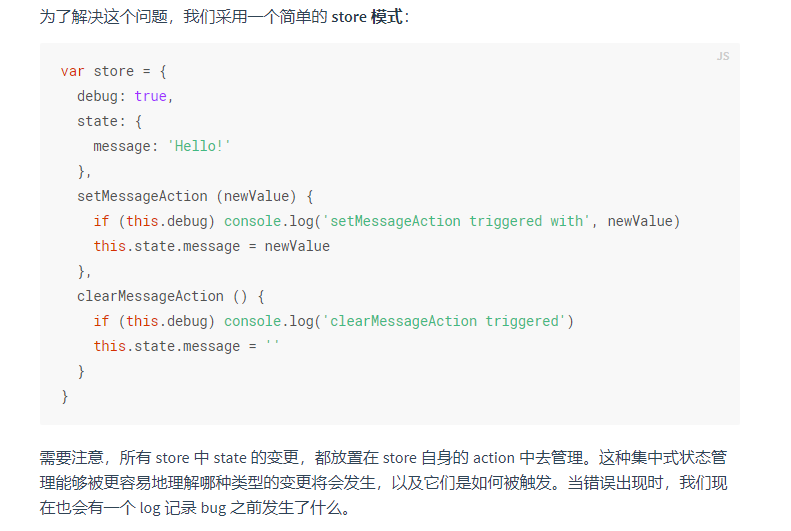 为了解决这个问题，我们采用一个简单的 store 模式：
JS
var store = {
  debug: true,
  state: {
    message: 'Hello!'
  },
  setMessageAction (newValue) {
    if (this.debug) console.log('setMessageAction triggered with', newValue)
    this.state.message = newValue
  },
  clearMessageAction () {
    if (this.debug) console.log('clearMessageAction triggered')
    this.state.message = ''
  }
}
需要注意，所有 store 中 state 的变更，都放置在 store 自身的 action 中去管理。这种集中式状态管
理能够被更容易地理解哪种类型的变更将会发生，以及它们是如何被触发。当错误出现时，我们现
在也会有一个 log 记录 bug 之前发生了什么。